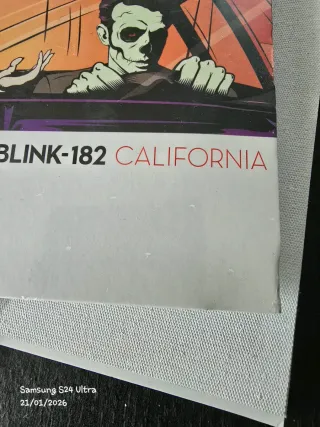 BLINK-182 CALIFORNIA
Samsung S24 Ultra
21/01/2026